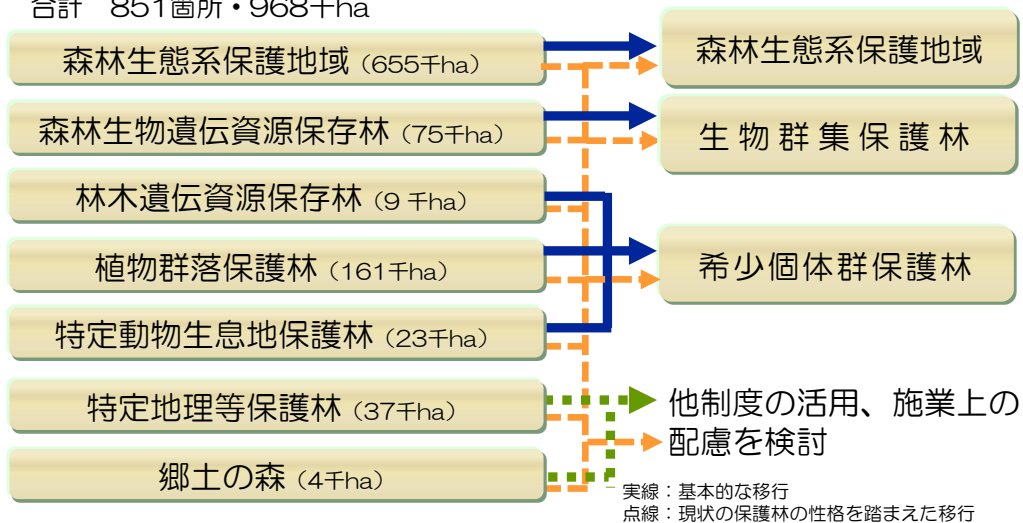 合計　851箇所・968千ha
森林生態系保護地域（655千ha）
森林生物遺伝資源保存林（75千ha）
林木遺伝資源保存林（9 千ha）
植物群落保護林（161千ha）
特定動物生息地保護林（23千ha）
特定地理等保護林（37千ha）
郷土の森（4千ha）
森林生態系保護地域
生物群集保護林
希少個体群保護林
他制度の活用、施業上の
配慮を検討
実線：基本的な移行
点線：現状の保護林の性格を踏まえた移行